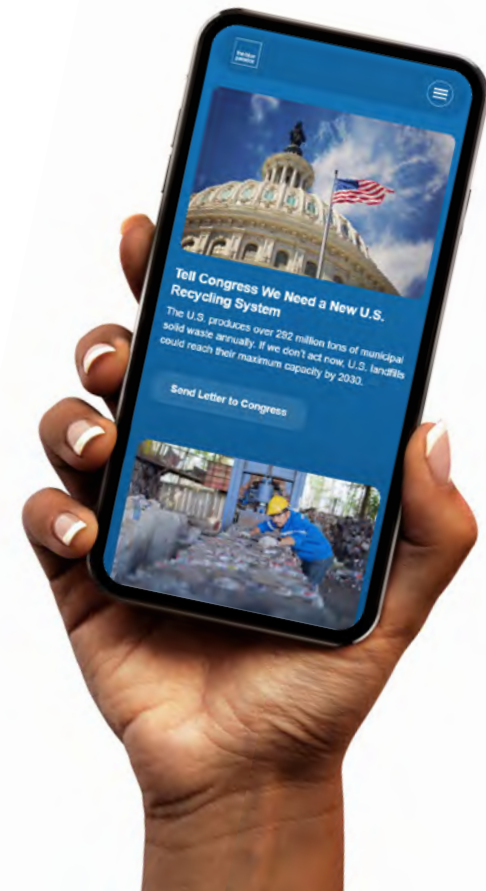 Tell Congress We Need a New U.S.
Recycling System
The U.S. produces over 292 million tons of municipal
solid waste annually. If we don't act now, U.S. landfills
could reach their maximum capacity by 2030.
Send Letter to Congress